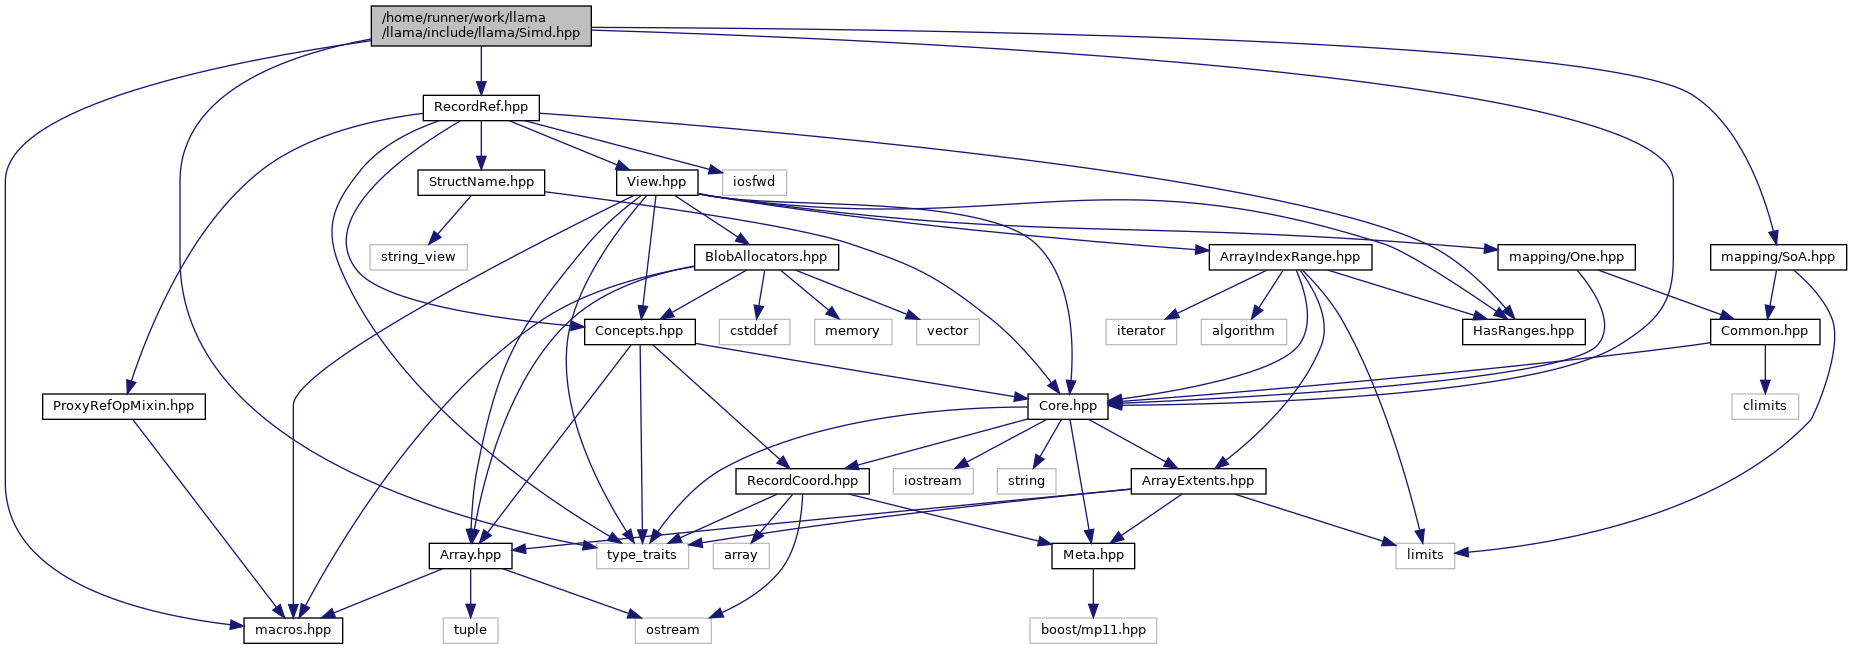 /home/runner/work/llama
/llama/include/llama/Simd.hpp
RecordRef.hpp
StructName.hpp
View.hpp
iosfwd
string_view
BlobAllocators.hpp
ArrayIndexRange.hpp
mapping/One.hpp
mapping/SoA.hpp
Concepts.hpp
cstddef
memory
vector
iterator
algorithm
HasRanges.hpp
Common.hpp
ProxyRefOpMixin.hpp
Core.hpp
climits
RecordCoord.hpp
iostream
string
ArrayExtents.hpp
Array.hpp
type_traits
array
Meta.hpp
limits
macros.hpp
tuple
ostream
boost/mp11.hpp